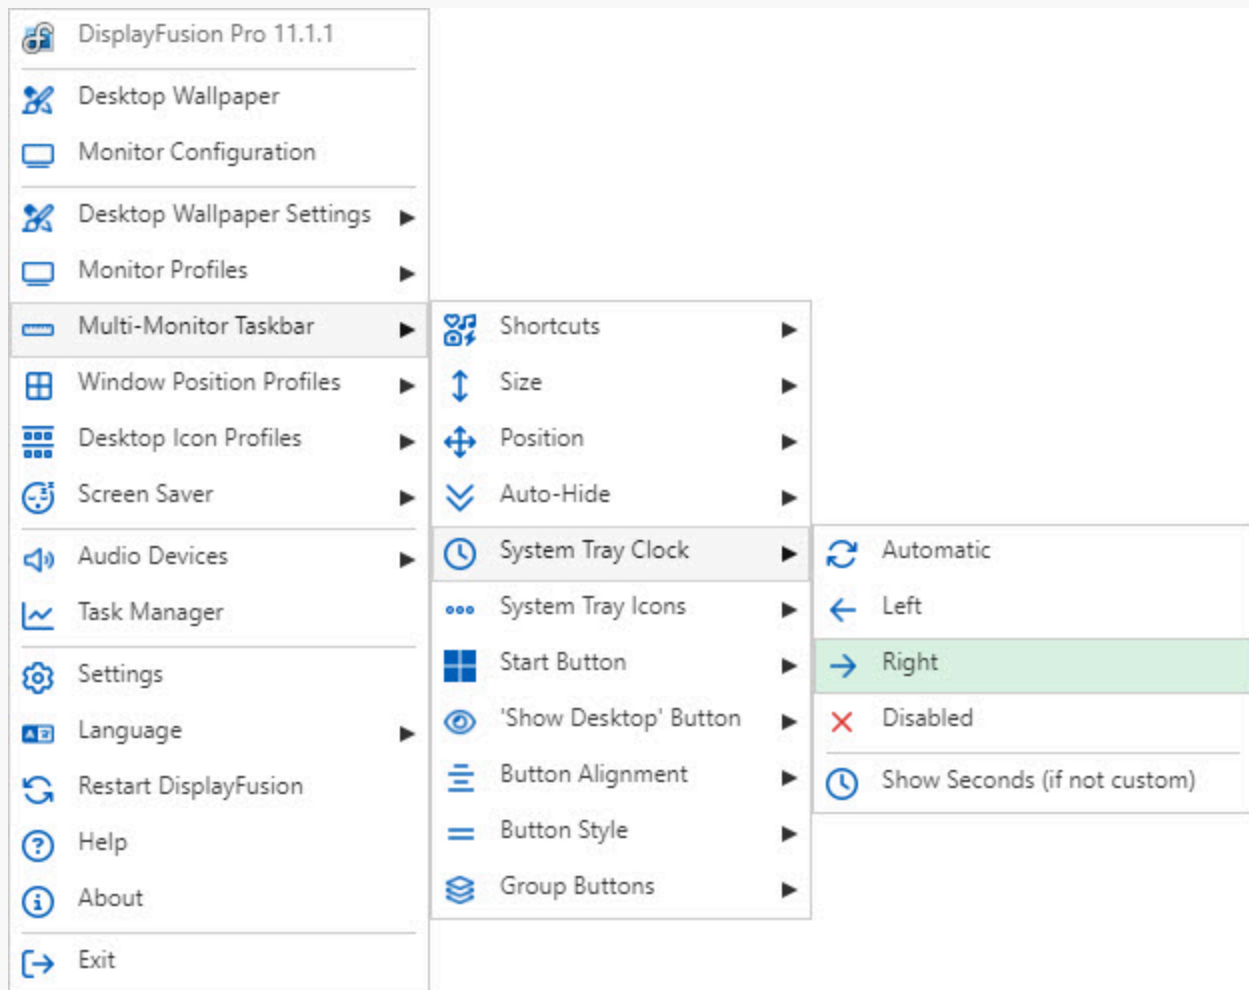 DisplayFusion Pro 11.1.1
Desktop Wallpaper
Monitor Configuration
Desktop Wallpaper Settings
Monitor Profiles
Multi-Monitor Taskbar
Window Position Profiles
Desktop Icon Profiles
Screen Saver
Audio Devices
Task Manager
Settings
Language
Restart DisplayFusion
Help
About
Exit
Shortcuts
Size
Position
Auto-Hide
System Tray Clock
System Tray Icons
Start Button
'Show Desktop' Button
Button Alignment
Button Style
Group Buttons
Automatic
Left
Right
Disabled
Show Seconds (if not custom)